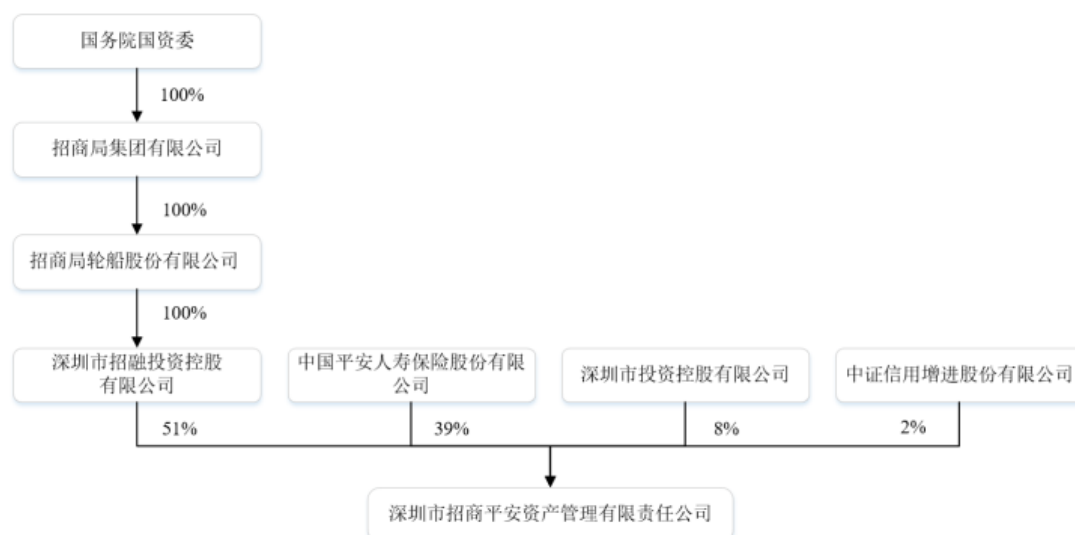 国务院国资委
100%
招商局集团有限公司
100%
招商局轮船股份有限公司
100%
深圳市招融投资控股
有限公司
中国平安人寿保险股份有限
公司
深圳市投资控股有限公司
中证信用增进股份有限公司
51%
39%
8%
2%
深圳市招商平安资产管理有限责任公司